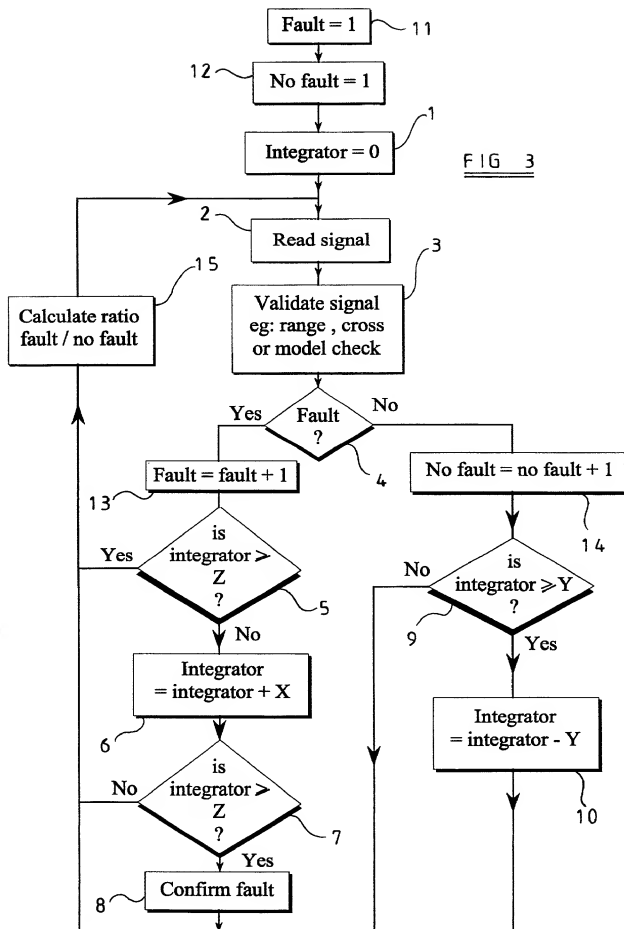 Fault = 1
11
12
No fault = 1
1
Integrator = 0
FIG 3
2
Read signal
3
15
Validate signal
eg: range , cross
or model check
Calculate ratio
fault / no fault
Yes
Fault
?
No
4
Fault = fault + 1
13
No fault = no fault + 1
14
Yes
is
integrator ⩾
Z
?
5
No
No
is
integrator ⩾ Y
?
9
Yes
Integrator
= integrator + X
6
Integrator
= integrator - Y
10
No
is
integrator ⩾
Z
?
7
Yes
Confirm fault
8